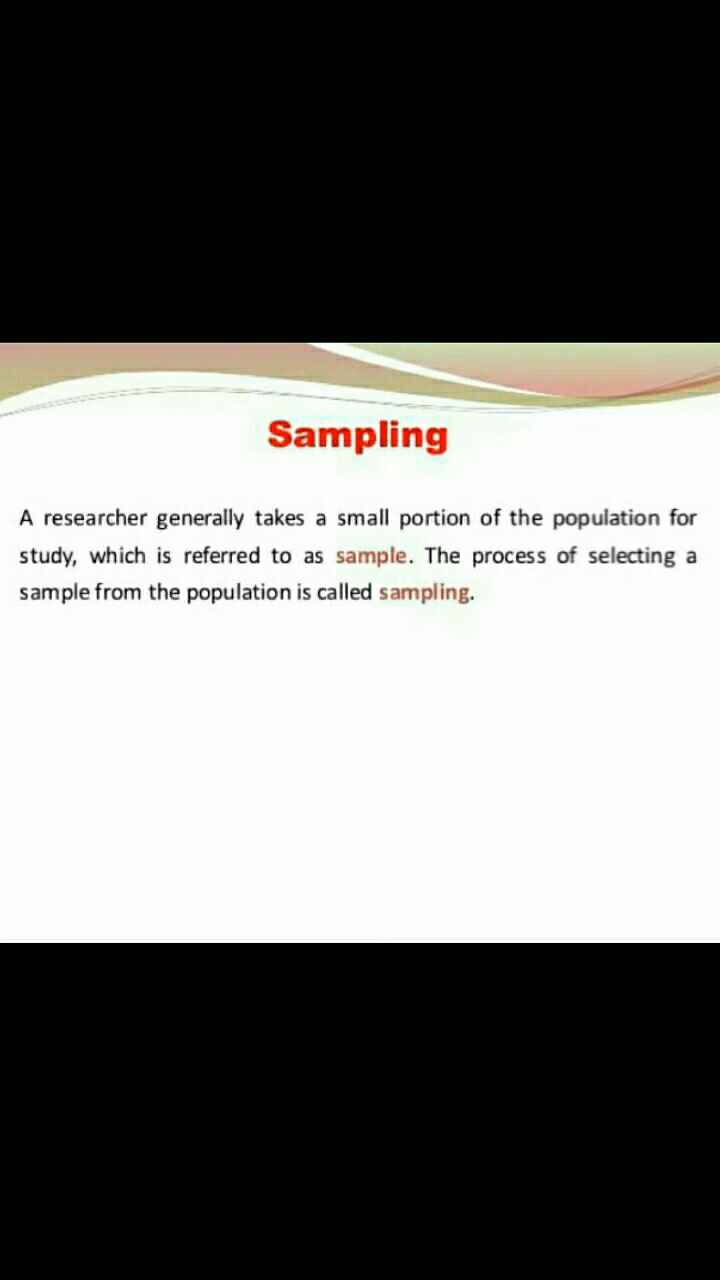 Sampling
A researcher generally takes a small portion of the population for
study, which is referred to as sample. The process of selecting a
sample from the population is called sampling.